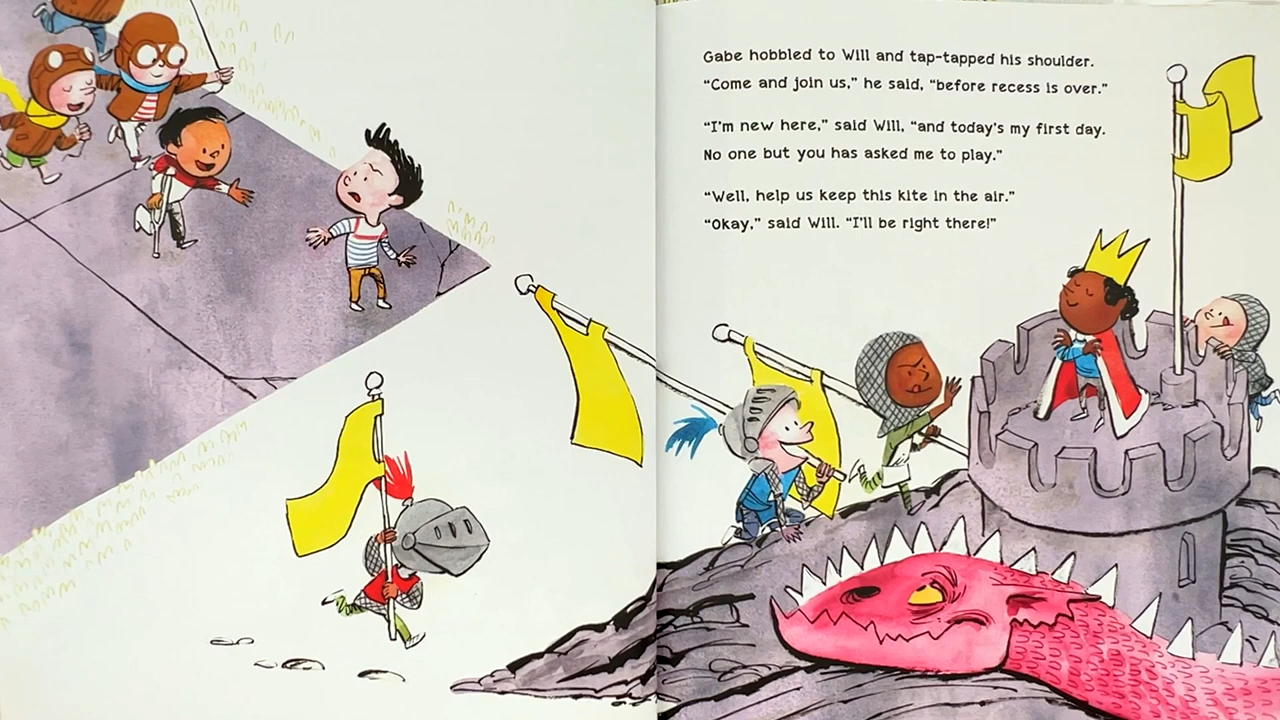 Gabe hobbled to Will and tap-tapped his shoulder.
“Come and join us,” he said, “before recess is over.”
“I’m new here,” said Will, “and today’s my first day.
No one but you has asked me to play.”
“Well, help us keep this kite in the air.”
“Okay,” said Will. “I’ll be right there!”